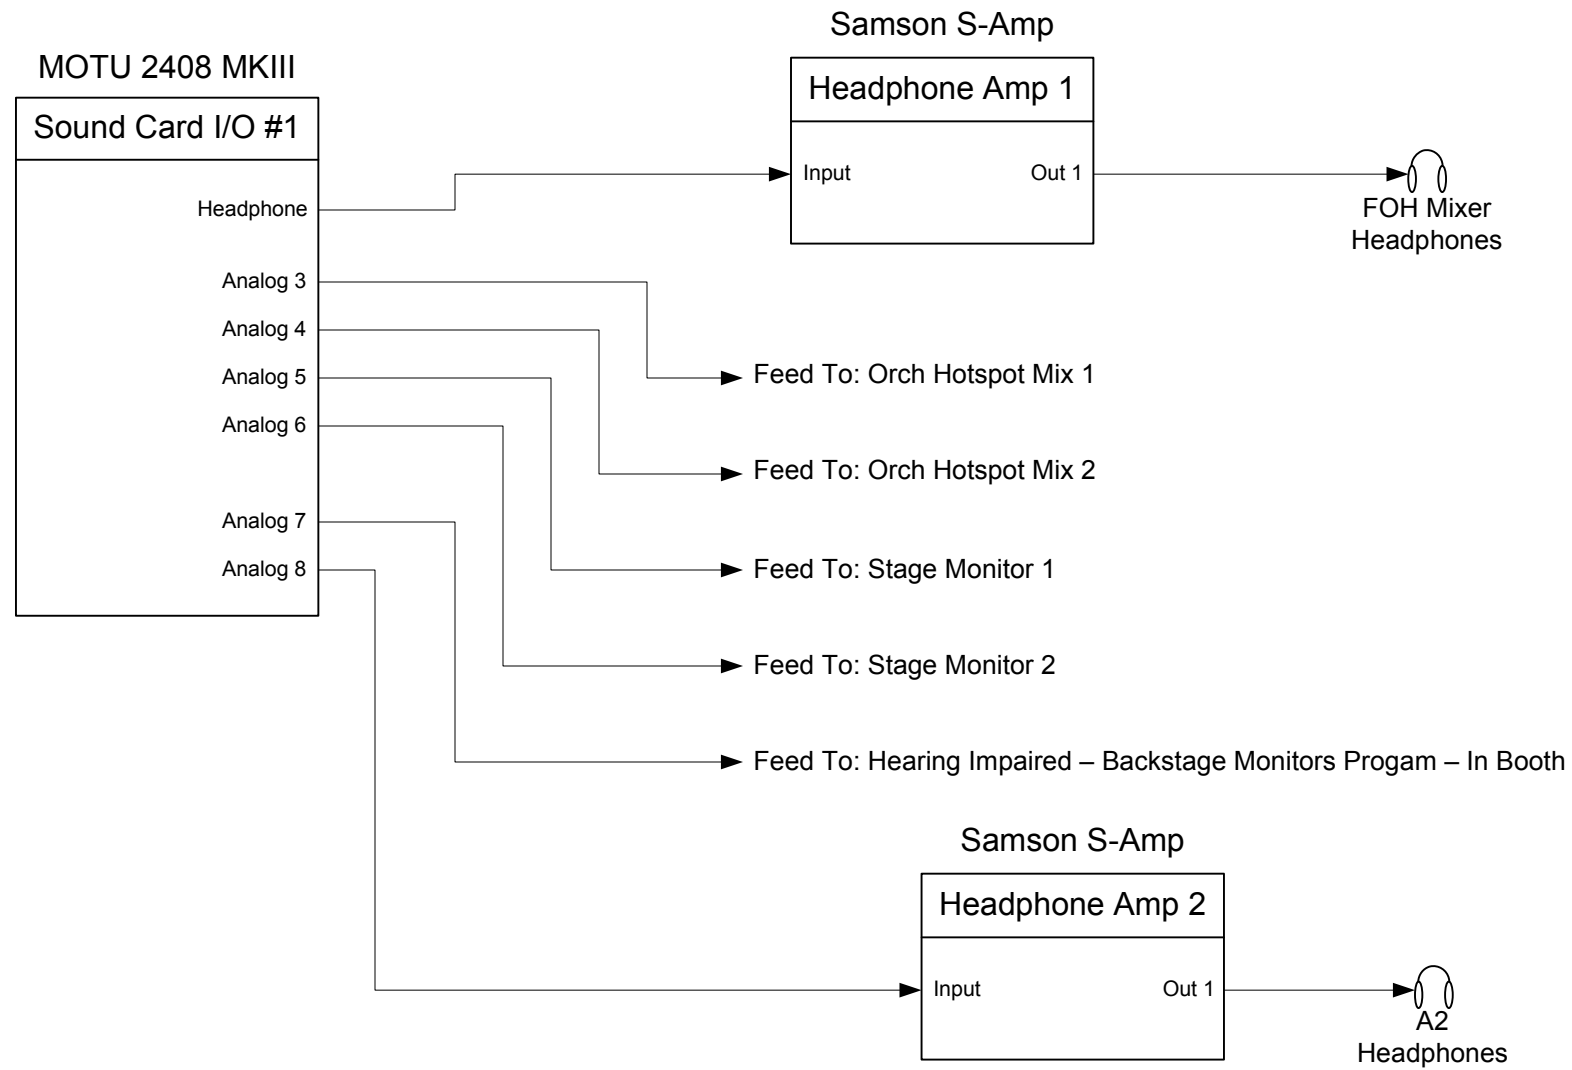 Samson S-Amp
MOTU 2408 MKIII
Headphone Amp 1
Sound Card I/O #1
Input
Out 1
Headphone
FOH Mixer
Headphones
Analog 3
Analog 4
Analog 5
Analog 6
Analog 7
Analog 8
Feed To: Orch Hotspot Mix 1
Feed To: Orch Hotspot Mix 2
Feed To: Stage Monitor 1
Feed To: Stage Monitor 2
Feed To: Hearing Impaired – Backstage Monitors Progam – In Booth
Samson S-Amp
Headphone Amp 2
Input
Out 1
A2
Headphones